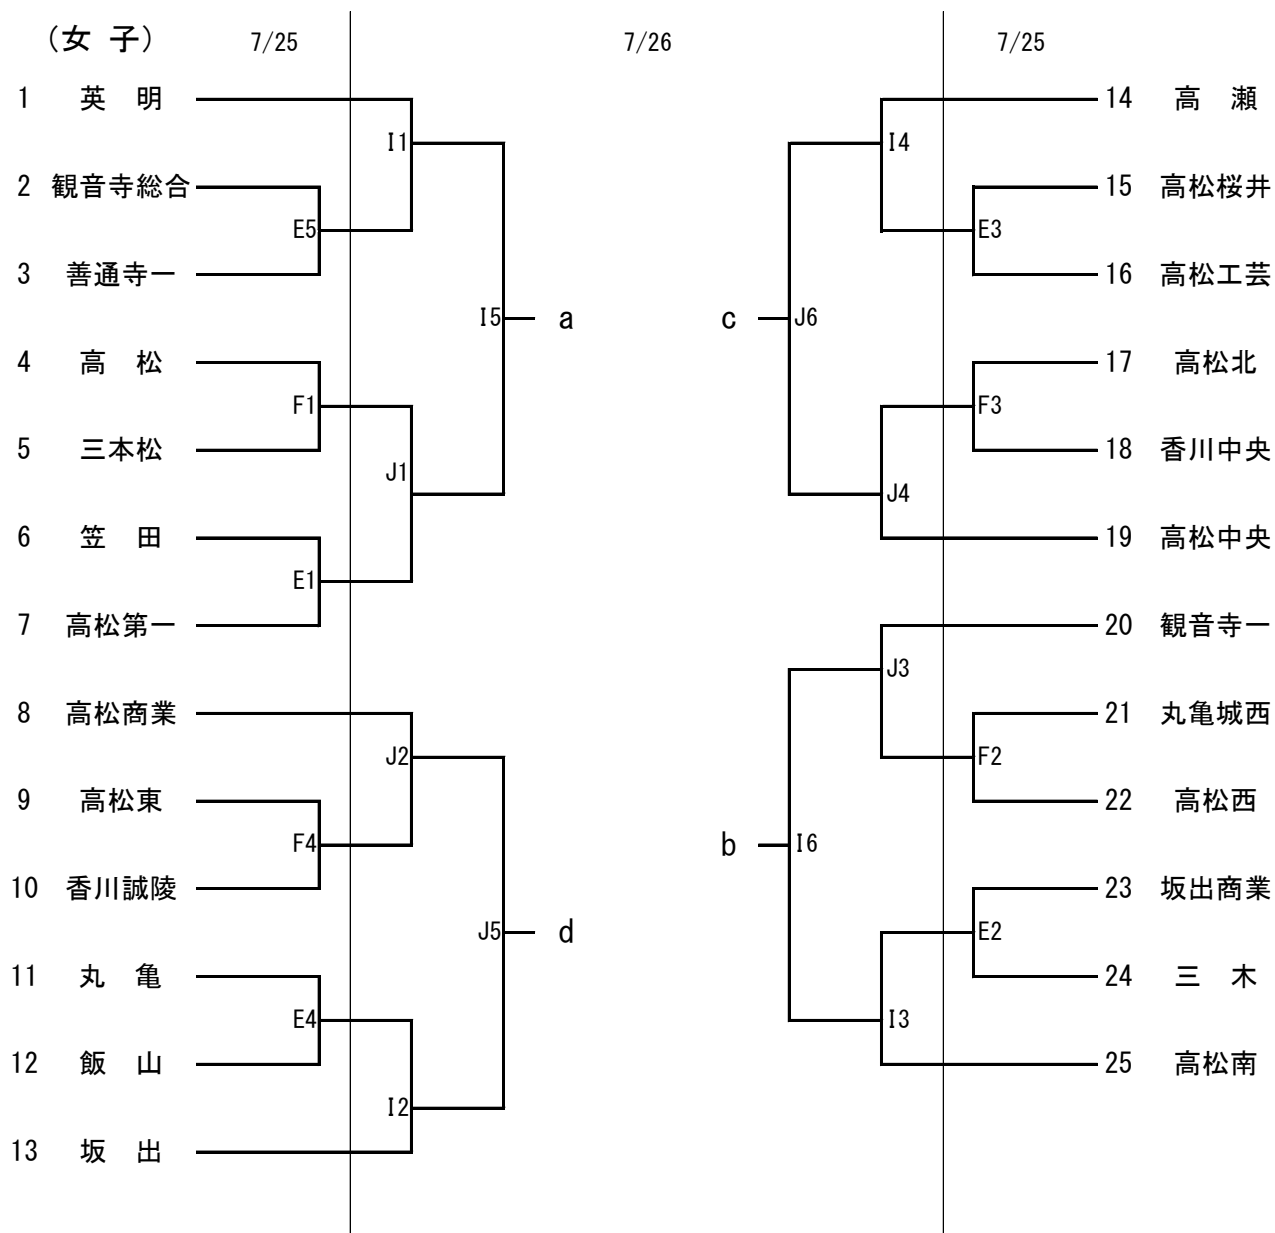 （女 子） 7/25 7/26 7/25
1 英 明
14 高 瀬
I1
I4
2 観音寺総合
15 高松桜井
E5
E3
3 善通寺一
16 高松工芸
I5 a
c J6
4 高 松
17 高松北
F1
F3
5 三本松
18 香川中央
J1
J4
6 笠 田
19 高松中央
E1
7 高松第一
20 観音寺一
J3
8 高松商業
21 丸亀城西
J2
F2
9 高松東
22 高松西
F4
b I6
10 香川誠陵
23 坂出商業
J5 d
E2
11 丸 亀
24 三 木
E4
I3
12 飯 山
25 高松南
I2
13 坂 出